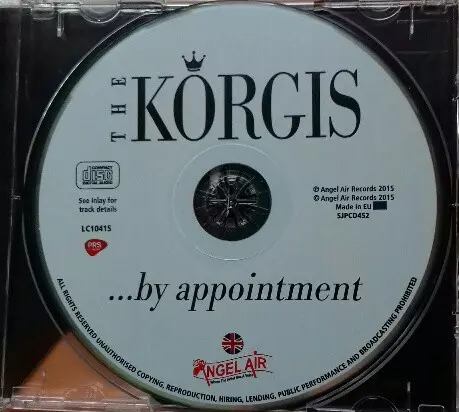 THE KORGIS
COMPACT
disc
DIGITAL AUDIO
See inlay for
track details
LC10415
PRS
℗ Angel Air Records 2015
© Angel Air Records 2015
Made in EU
SJPCD452
...by appointment
ANGEL AIR
ALL RIGHTS RESERVED UNAUTHORISED COPYING, REPRODUCTION, HIRING, LENDING, PUBLIC PERFORMANCE AND BROADCASTING PROHIBITED